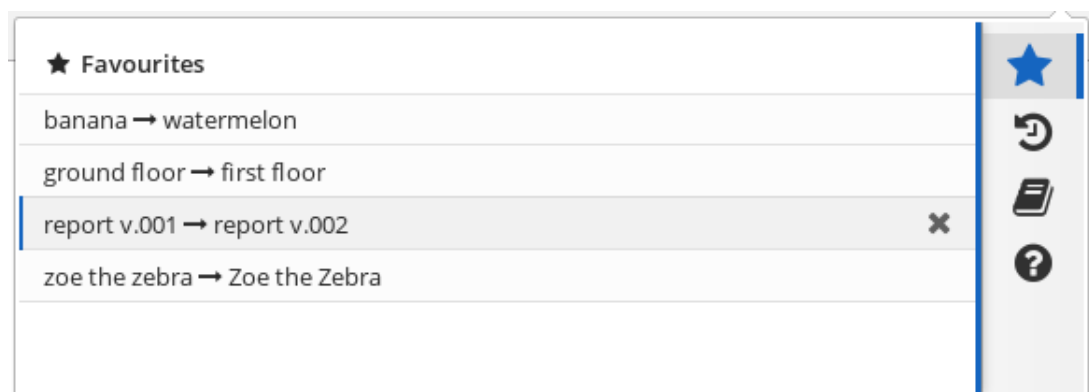 Favourites
banana → watermelon
ground floor → first floor
report v.001 → report v.002
zoe the zebra → Zoe the Zebra